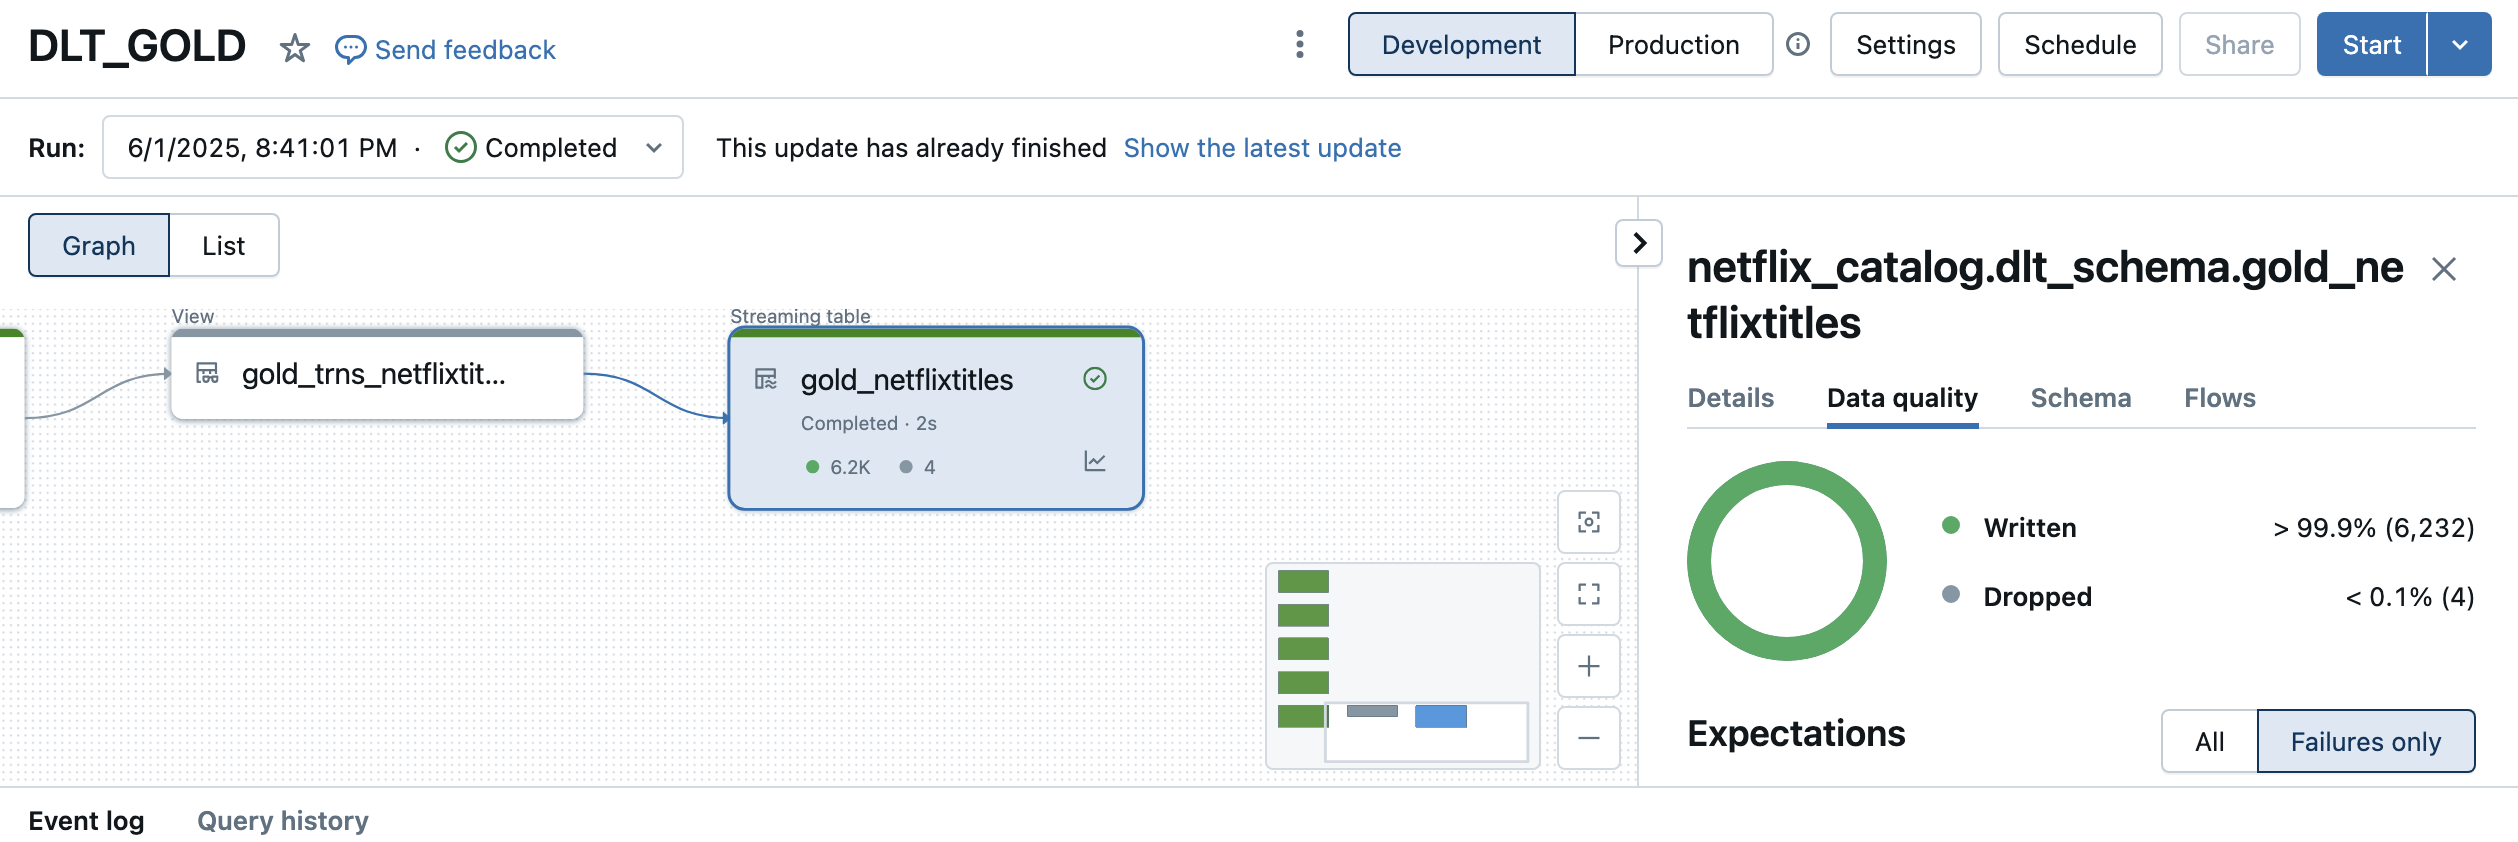 DLT_GOLD
Send feedback
Development
Production
Settings
Schedule
Share
Start
Run:
6/1/2025, 8:41:01 PM · Completed
This update has already finished Show the latest update
Graph
List
View
gold_trns_netflixtit...
Streaming table
gold_netflixtitles
Completed · 2s
6.2K
4
netflix_catalog.dlt_schema.gold_ne
tflixtitles
Details
Data quality
Schema
Flows
Written > 99.9% (6,232)
Dropped < 0.1% (4)
Expectations
All
Failures only
Event log
Query history